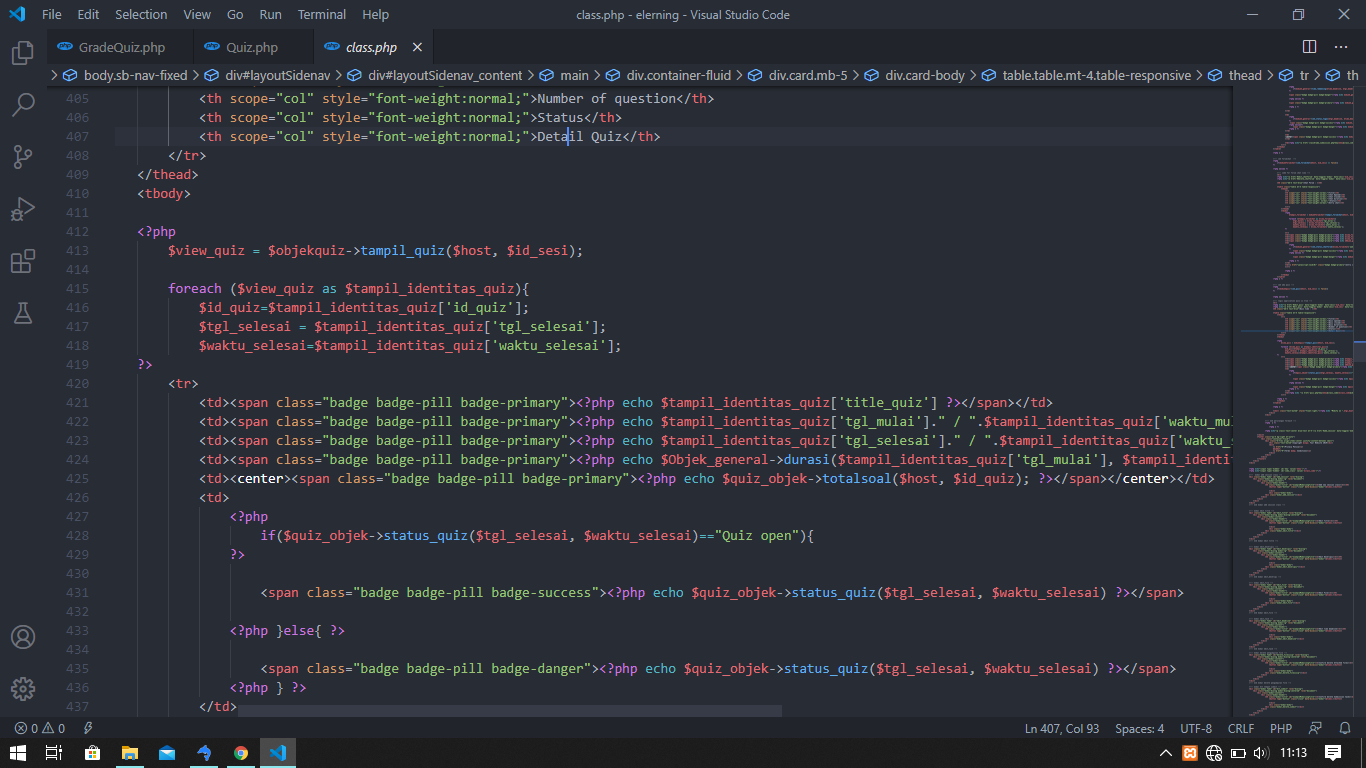 File Edit Selection View Go Run Terminal Help class.php - elerning - Visual Studio Code
GradeQuiz.php Quiz.php class.php
body.sb-nav-fixed > div#layoutSidenav > div#layoutSidenav_content > main > div.container-fluid > div.card.mb-5 > div.card-body > table.table.mt-4.table-responsive > thead > tr > th
405 <th scope="col" style="font-weight:normal;">Number of question</th>
406 <th scope="col" style="font-weight:normal;">Status</th>
407 <th scope="col" style="font-weight:normal;">Detail Quiz</th>
408 </tr>
409 </thead>
410 <tbody>
411
412 <?php
413 $view_quiz = $objekquiz->tampil_quiz($host, $id_sesi);
414
415 foreach ($view_quiz as $tampil_identitas_quiz){
416 $id_quiz=$tampil_identitas_quiz['id_quiz'];
417 $tgl_selesai = $tampil_identitas_quiz['tgl_selesai'];
418 $waktu_selesai=$tampil_identitas_quiz['waktu_selesai'];
419 ?>
420 <tr>
421 <td><span class="badge badge-pill badge-primary"><?php echo $tampil_identitas_quiz['title_quiz'] ?></span></td>
422 <td><span class="badge badge-pill badge-primary"><?php echo $tampil_identitas_quiz['tgl_mulai']." / ".$tampil_identitas_quiz['waktu_mu
423 <td><span class="badge badge-pill badge-primary"><?php echo $tampil_identitas_quiz['tgl_selesai']." / ".$tampil_identitas_quiz['waktu_s
424 <td><span class="badge badge-pill badge-primary"><?php echo $Objek_general->durasi($tampil_identitas_quiz['tgl_mulai'], $tampil_identit
425 <td><center><span class="badge badge-pill badge-primary"><?php echo $quiz_objek->totalsoal($host, $id_quiz); ?></span></center></td>
426 <td>
427 <?php
428 if($quiz_objek->status_quiz($tgl_selesai, $waktu_selesai)=="Quiz open"){
429 ?>
430
431 <span class="badge badge-pill badge-success"><?php echo $quiz_objek->status_quiz($tgl_selesai, $waktu_selesai) ?></span>
432
433 <?php }else{ ?>
434
435 <span class="badge badge-pill badge-danger"><?php echo $quiz_objek->status_quiz($tgl_selesai, $waktu_selesai) ?></span>
436 <?php } ?>
437 </td>
0 0 Ln 407, Col 93 Spaces: 4 UTF-8 CRLF PHP
11:13